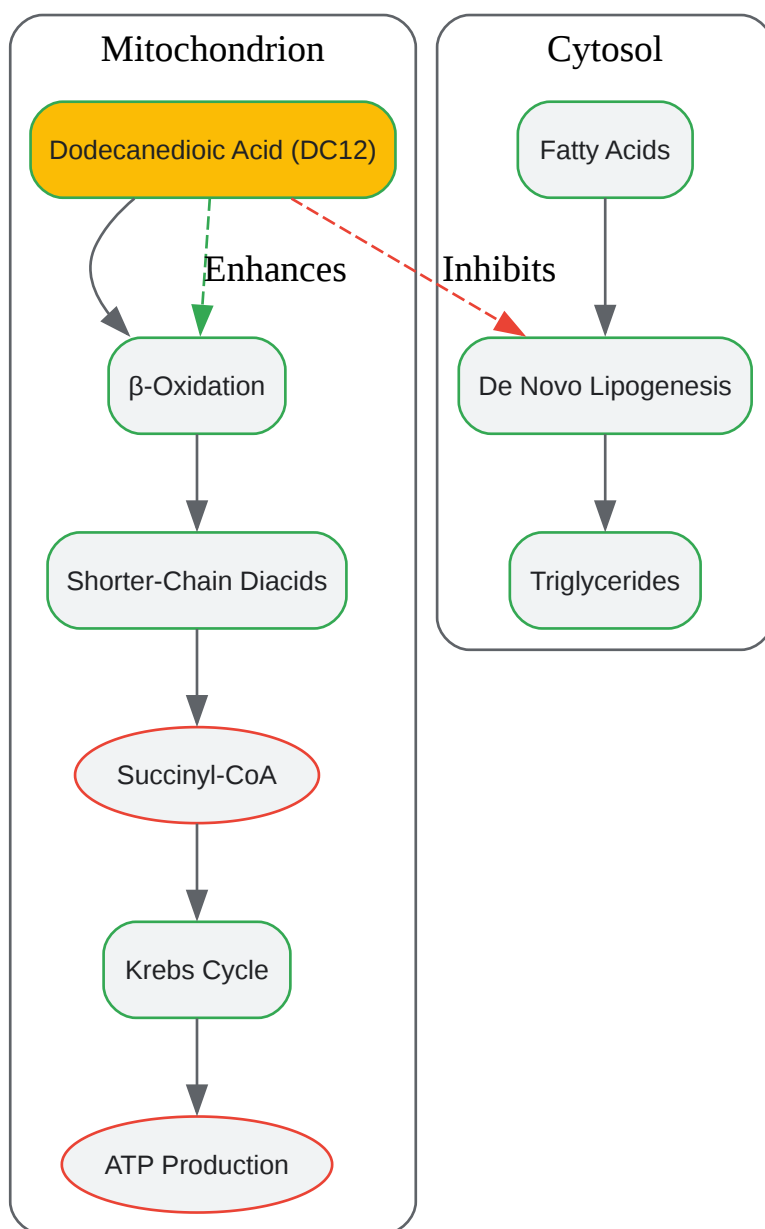 Mitochondrion
Dodecanedioic Acid (DC12)
Enhances
β-Oxidation
Shorter-Chain Diacids
Succinyl-CoA
Krebs Cycle
ATP Production
Cytosol
Fatty Acids
Inhibits
De Novo Lipogenesis
Triglycerides